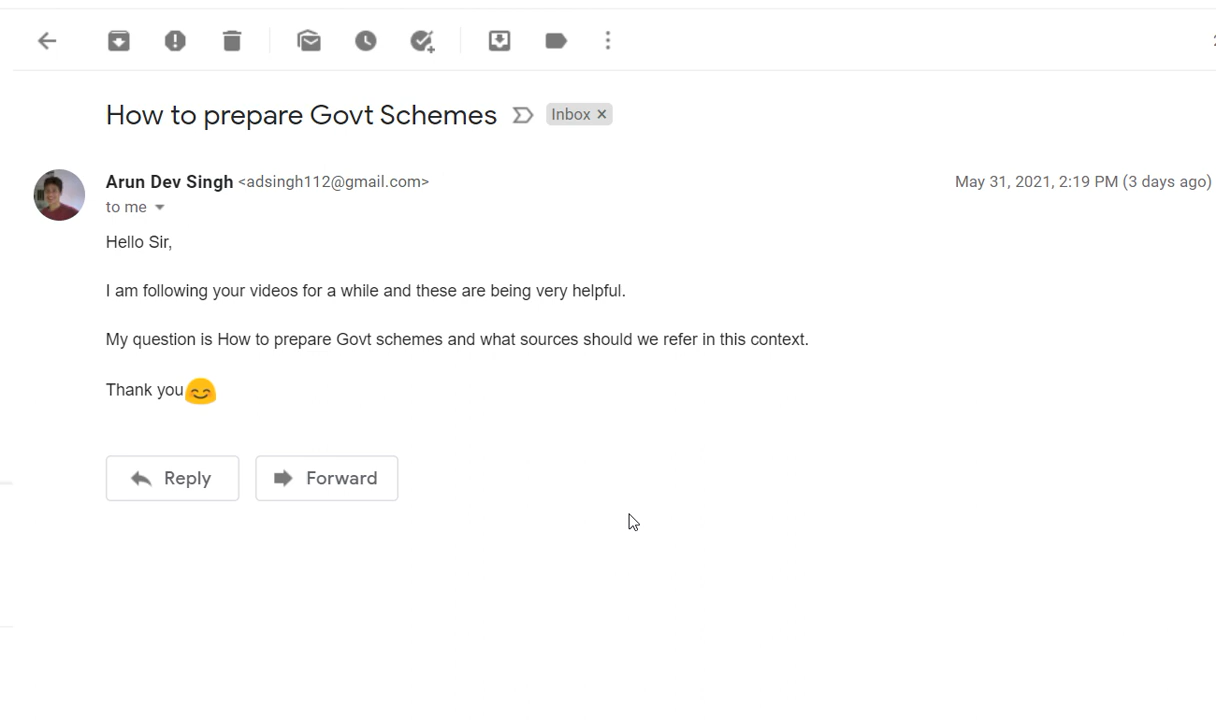 How to prepare Govt Schemes Inbox ×
Arun Dev Singh <adsingh112@gmail.com> May 31, 2021, 2:19 PM (3 days ago)
to me
Hello Sir,
I am following your videos for a while and these are being very helpful.
My question is How to prepare Govt schemes and what sources should we refer in this context.
Thank you😊
Reply Forward